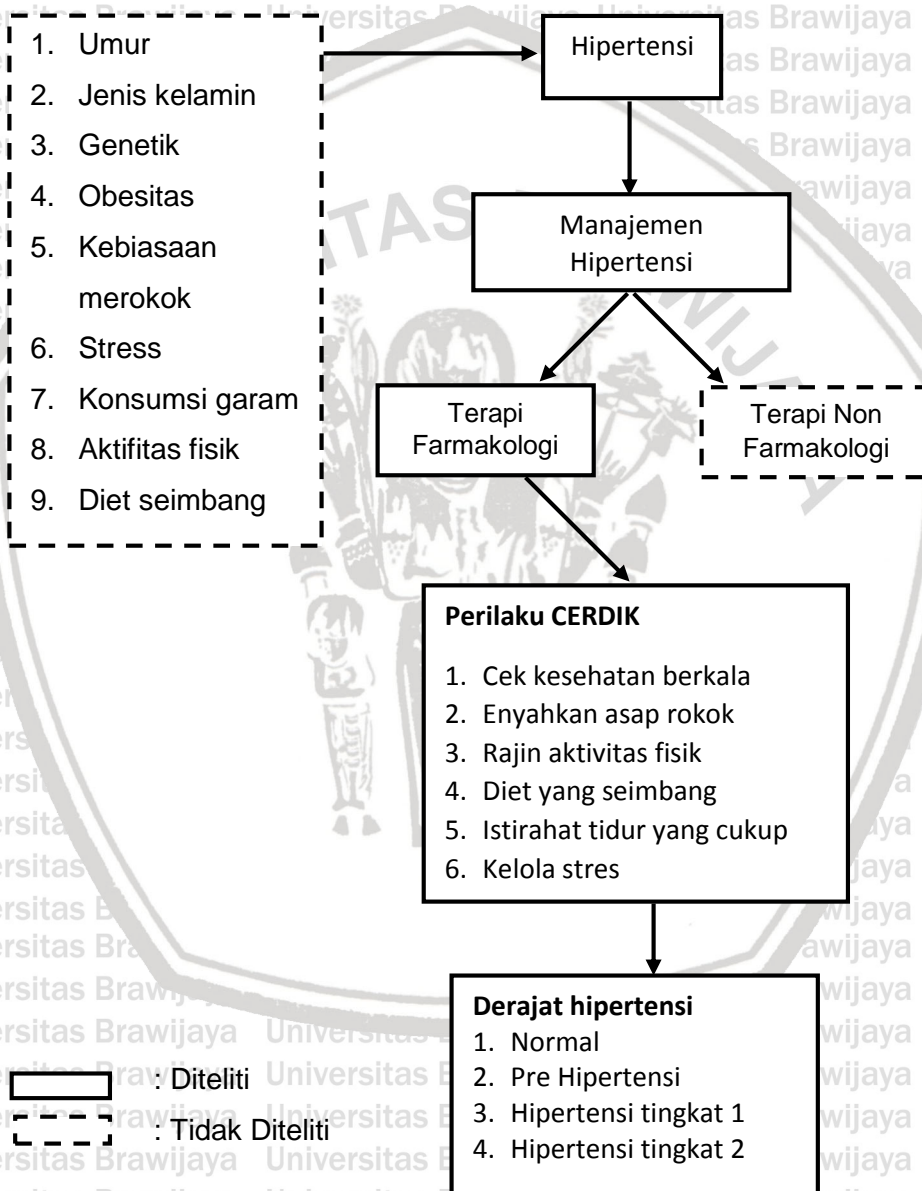 1. Umur
2. Jenis kelamin
3. Genetik
4. Obesitas
5. Kebiasaan
merokok
6. Stress
7. Konsumsi garam
8. Aktifitas fisik
9. Diet seimbang
Hipertensi
Manajemen
Hipertensi
Terapi
Farmakologi
Terapi Non
Farmakologi
Perilaku CERDIK
1. Cek kesehatan berkala
2. Enyahkan asap rokok
3. Rajin aktivitas fisik
4. Diet yang seimbang
5. Istirahat tidur yang cukup
6. Kelola stres
Derajat hipertensi
1. Normal
2. Pre Hipertensi
3. Hipertensi tingkat 1
4. Hipertensi tingkat 2
: Diteliti
: Tidak Diteliti